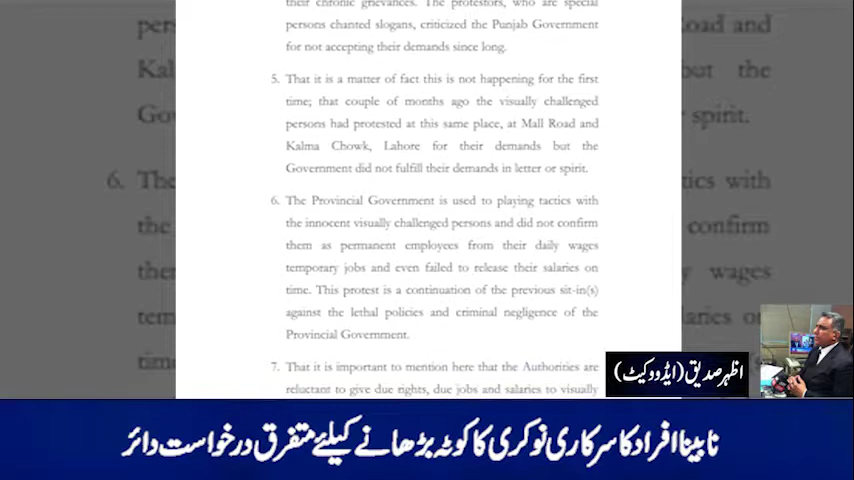 their chronic grievances. The protestors, who are special
persons chanted slogans, criticized the Punjab Government
for not accepting their demands since long.
5. That it is a matter of fact this is not happening for the first
time; that couple of months ago the visually challenged
persons had protested at this same place, at Mall Road and
Kalma Chowk, Lahore for their demands but the
Government did not fulfill their demands in letter or spirit.
6. The Provincial Government is used to playing tactics with
the innocent visually challenged persons and did not confirm
them as permanent employees from their daily wages
temporary jobs and even failed to release their salaries on
time. This protest is a continuation of the previous sit-in(s)
against the lethal policies and criminal negligence of the
Provincial Government.
7. That it is important to mention here that the Authorities are
reluctant to give due rights, due jobs and salaries to visually
اظہر صدیق (ایڈووکیٹ)
نابینا افراد کا سرکاری نوکری کا کوٹہ بڑھانے کیلئے متفرق درخواست دائر